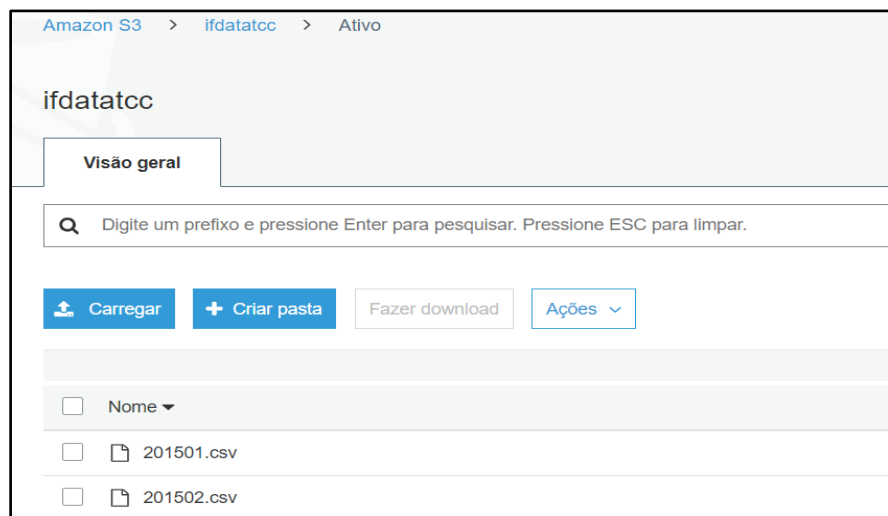 Amazon S3 > ifdatatcc > Ativo
ifdatatcc
Visão geral
Digite um prefixo e pressione Enter para pesquisar. Pressione ESC para limpar.
Carregar + Criar pasta Fazer download Ações
Nome
201501.csv
201502.csv